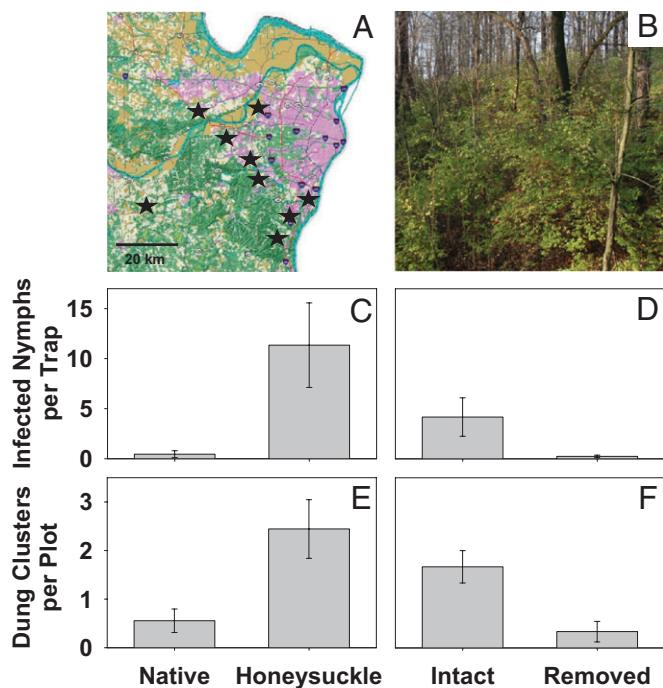 A
B
20 km
Infected Nymphs
per Trap
15
10
5
0
C
D
Dung Clusters
per Plot
3
2
1
0
E
F
Native Honeysuckle Intact Removed